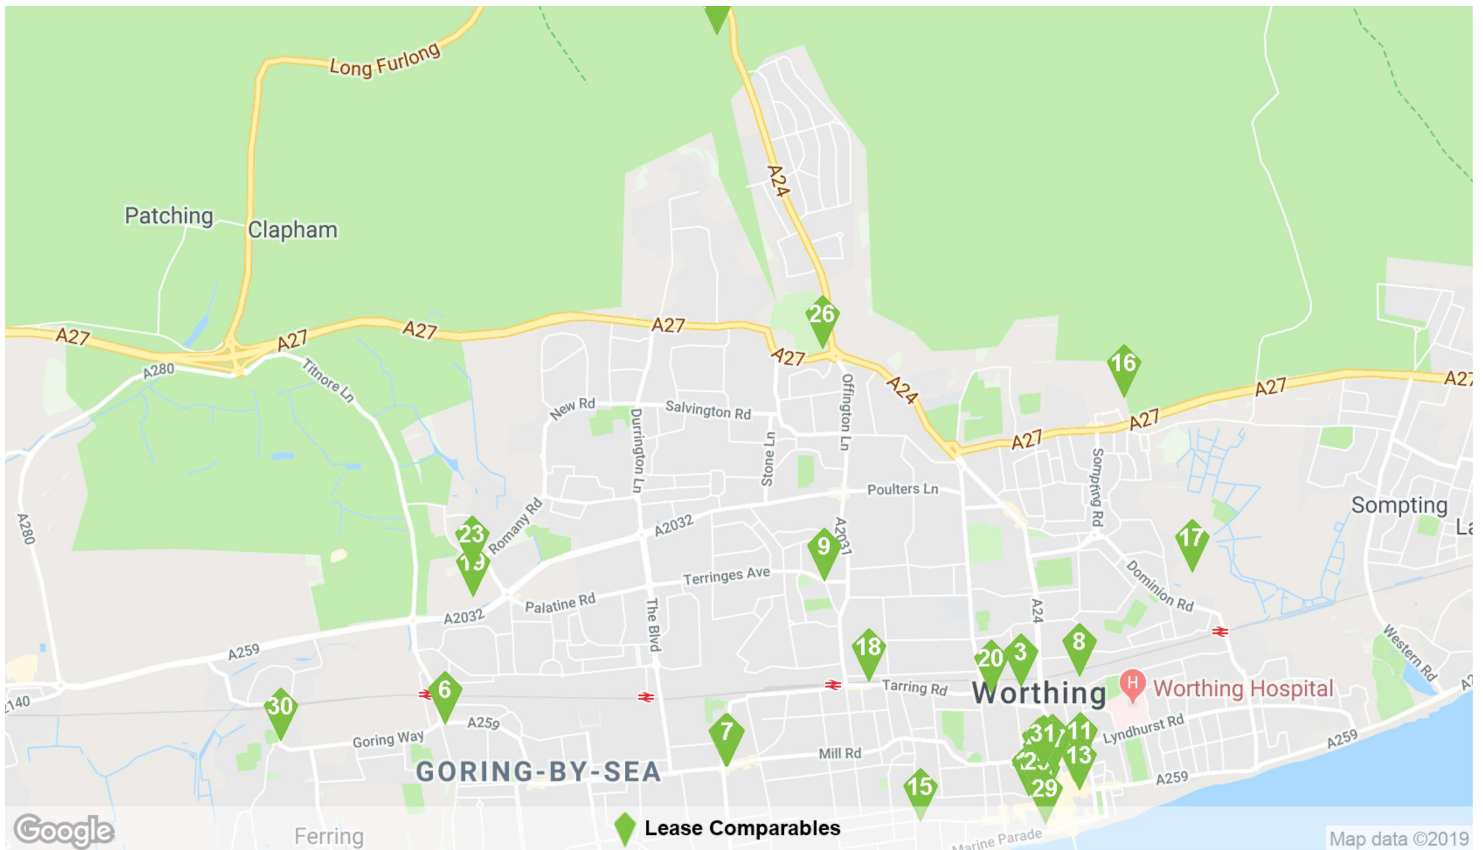 Long Furlong
A24
Patching
Clapham
26
A27
A27
A27
A27
A27
A24
16
A280
Titnore Ln
A27
A27
A27
A27
New Rd
Salvington Rd
Durrington Ln
Stone Ln
Offington Ln
Poulters Ln
Sompting Rd
Sompting
A280
Romany Rd
A2032
A2031
23
19
9
17
Terringes Ave
Palatine Rd
The Blvd
A2032
A24
Dominion Rd
A259
Western Rd
18
20
3
8
6
30
Tarring Rd
Worthing
H
Worthing Hospital
A259
Goring Way
7
Mill Rd
31
11
13
Lyndhurst Rd
A259
A259
GORING-BY-SEA
15
29
Google
Ferring
Lease Comparables
Marine Parade
Map data ©2019